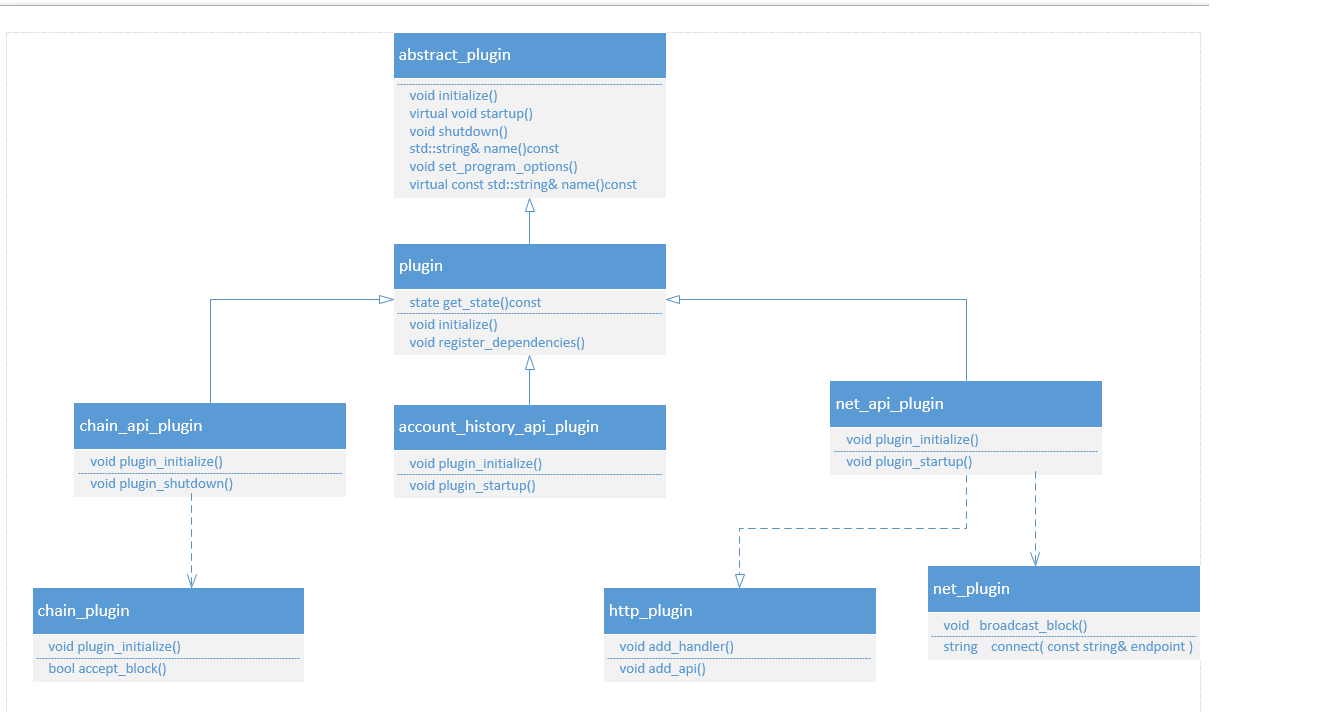 abstract_plugin
void initialize()
virtual void startup()
void shutdown()
std::string& name()const
void set_program_options()
virtual const std::string& name()const
plugin
state get_state()const
void initialize()
void register_dependencies()
chain_api_plugin
void plugin_initialize()
void plugin_shutdown()
account_history_api_plugin
void plugin_initialize()
void plugin_startup()
net_api_plugin
void plugin_initialize()
void plugin_startup()
chain_plugin
void plugin_initialize()
bool accept_block()
http_plugin
void add_handler()
void add_api()
net_plugin
void broadcast_block()
string connect( const string& endpoint )